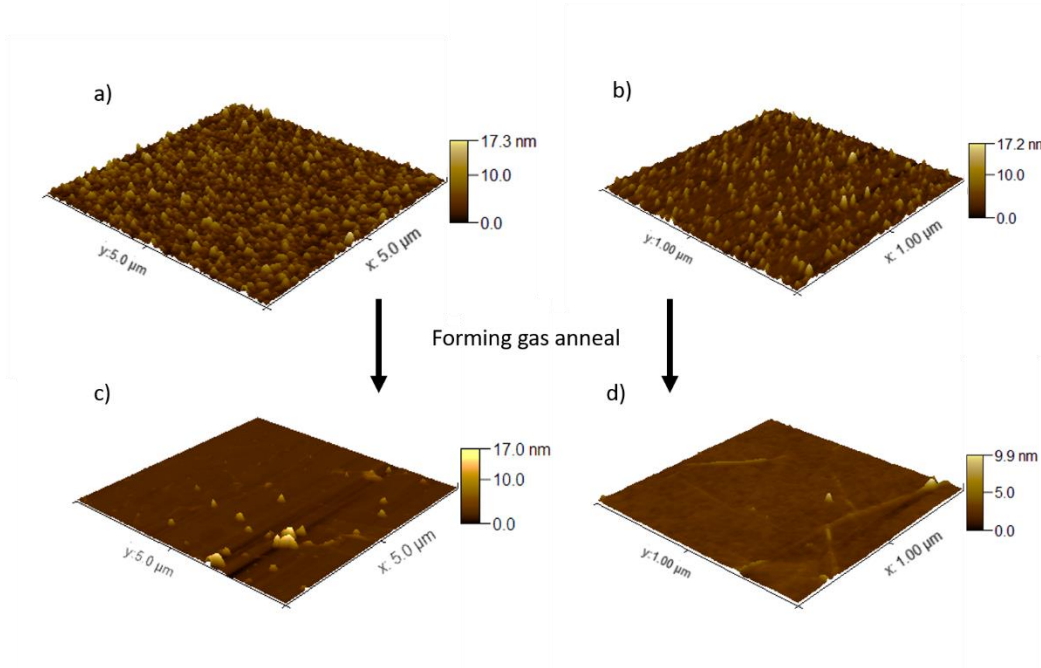 a)
17.3 nm
10.0
0.0
y:5.0 µm
x: 5.0 µm
b)
17.2 nm
10.0
0.0
y:1.00 µm
x: 1.00 µm
Forming gas anneal
c)
17.0 nm
10.0
0.0
y:5.0 µm
x: 5.0 µm
d)
9.9 nm
5.0
0.0
y:1.00 µm
x: 1.00 µm